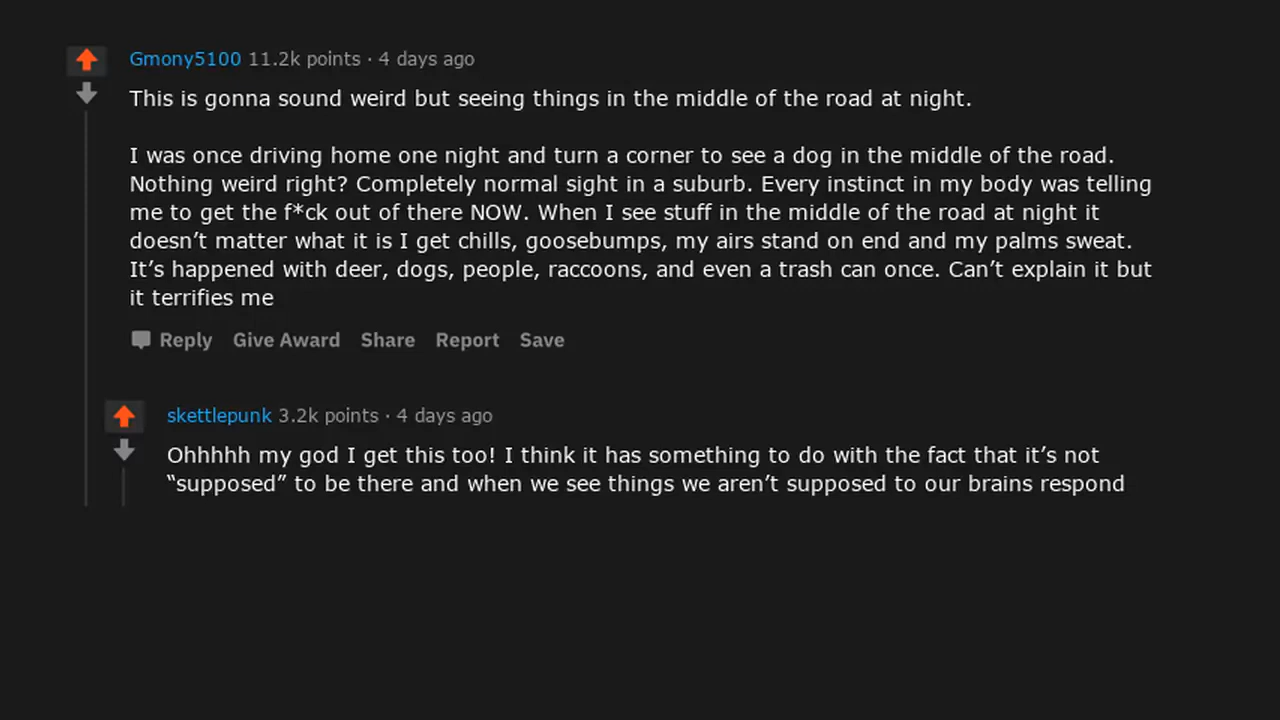 Gmony5100 11.2k points · 4 days ago
This is gonna sound weird but seeing things in the middle of the road at night.
I was once driving home one night and turn a corner to see a dog in the middle of the road.
Nothing weird right? Completely normal sight in a suburb. Every instinct in my body was telling
me to get the f*ck out of there NOW. When I see stuff in the middle of the road at night it
doesn’t matter what it is I get chills, goosebumps, my airs stand on end and my palms sweat.
It’s happened with deer, dogs, people, raccoons, and even a trash can once. Can’t explain it but
it terrifies me
Reply Give Award Share Report Save
skettlepunk 3.2k points · 4 days ago
Ohhhhh my god I get this too! I think it has something to do with the fact that it’s not
“supposed” to be there and when we see things we aren’t supposed to our brains respond